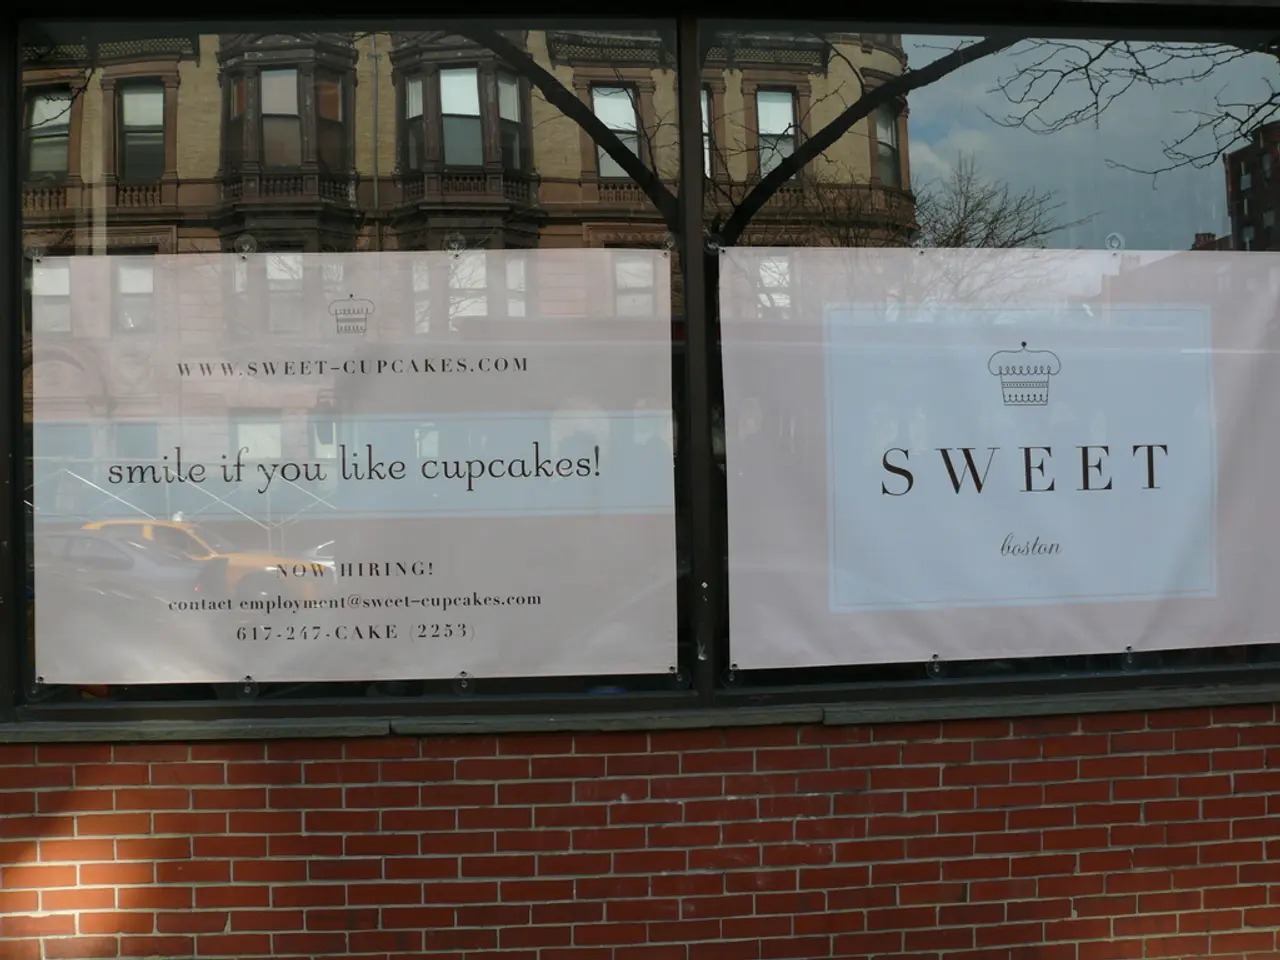 WWW.SWEET-CUPCAKES.COM
smile if you like cupcakes!
NOW HIRING!
contact employment@sweet-cupcakes.com
617-247-CAKE (2253)
SWEET
boston